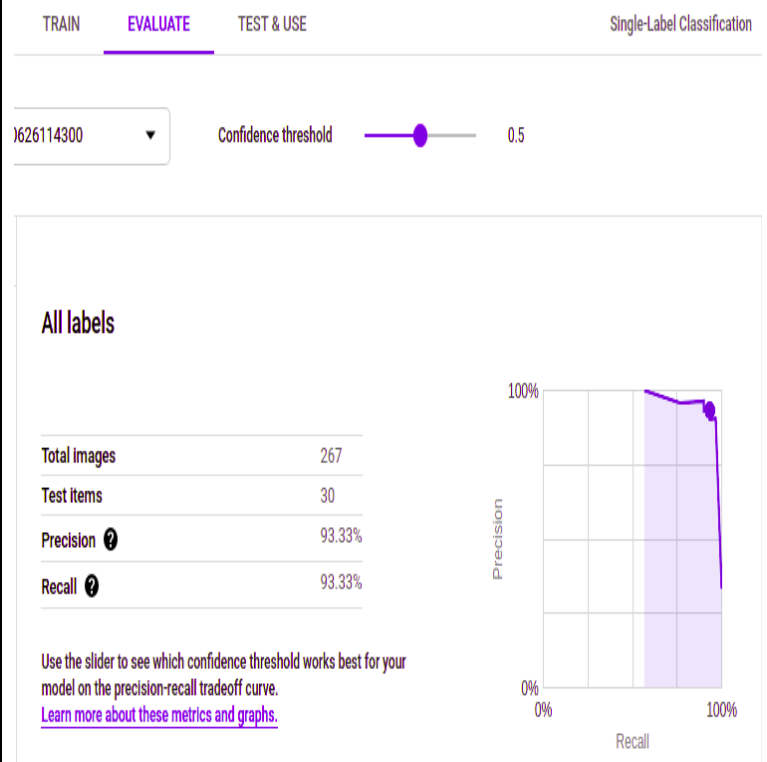 TRAIN EVALUATE TEST & USE Single-Label Classification
0626114300 Confidence threshold 0.5
All labels
Total images 267
Test items 30
Precision ? 93.33%
Recall ? 93.33%
Use the slider to see which confidence threshold works best for your
model on the precision-recall tradeoff curve.
Learn more about these metrics and graphs.
100%
Precision
0%
0% 100%
Recall